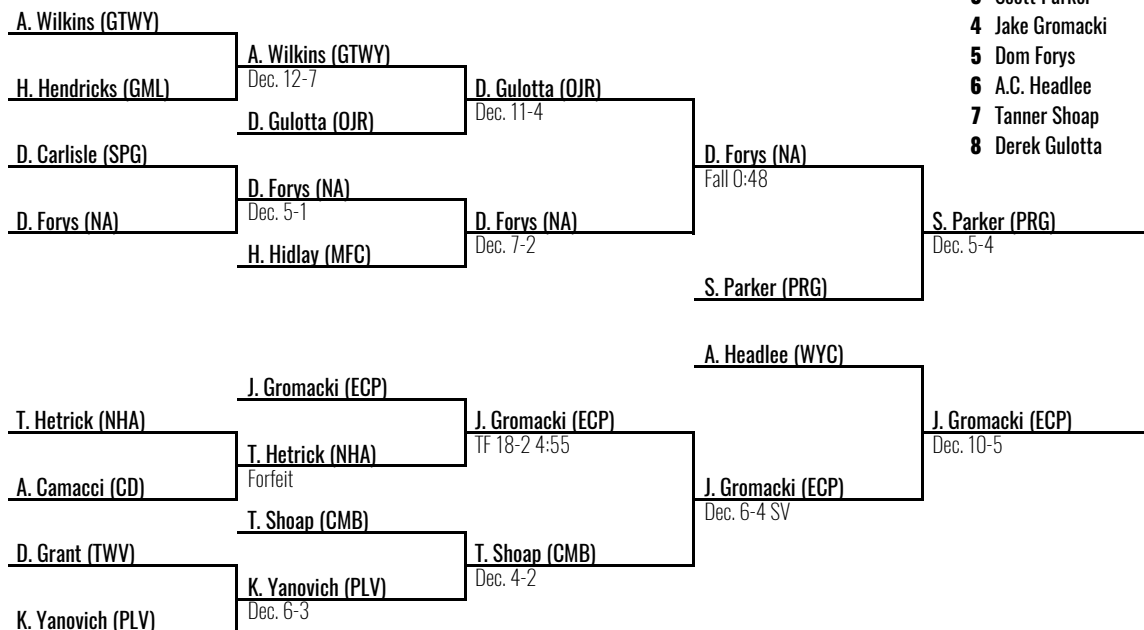 A. Wilkins (GTWY)
H. Hendricks (GML)
D. Carlisle (SPG)
D. Forys (NA)
T. Hetrick (NHA)
A. Camacci (CD)
D. Grant (TWV)
K. Yanovich (PLV)
A. Wilkins (GTWY)
Dec. 12-7
D. Gulotta (OJR)
D. Forys (NA)
Dec. 5-1
H. Hidlay (MFC)
J. Gromacki (ECP)
T. Hetrick (NHA)
Forfeit
T. Shoap (CMB)
K. Yanovich (PLV)
Dec. 6-3
D. Gulotta (OJR)
Dec. 11-4
D. Forys (NA)
Dec. 7-2
J. Gromacki (ECP)
TF 18-2 4:55
T. Shoap (CMB)
Dec. 4-2
D. Forys (NA)
Fall 0:48
S. Parker (PRG)
A. Headlee (WYC)
J. Gromacki (ECP)
Dec. 6-4 SV
S. Parker (PRG)
Dec. 5-4
J. Gromacki (ECP)
Dec. 10-5
3 Scott Parker
4 Jake Gromacki
5 Dom Forys
6 A.C. Headlee
7 Tanner Shoap
8 Derek Gulotta